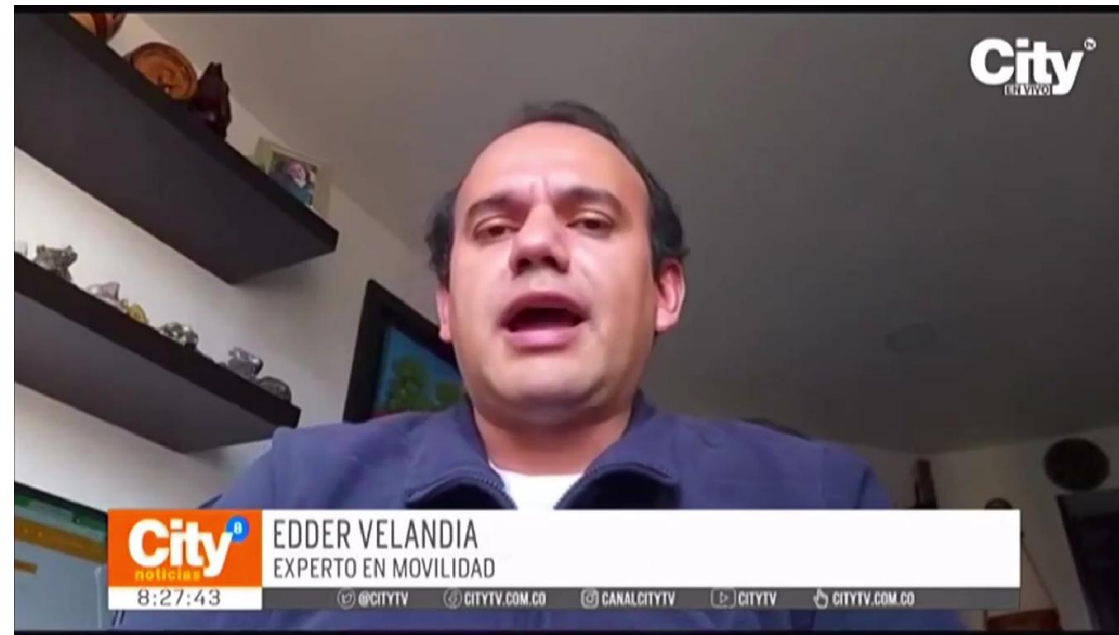 City tv
EN VIVO
City 8
noticias
EDDER VELANDIA
EXPERTO EN MOVILIDAD
8:27:43
@CITYTV
CITYTV.COM.CO
CANALCITYTV
CITYTV
CITYTV.COM.CO